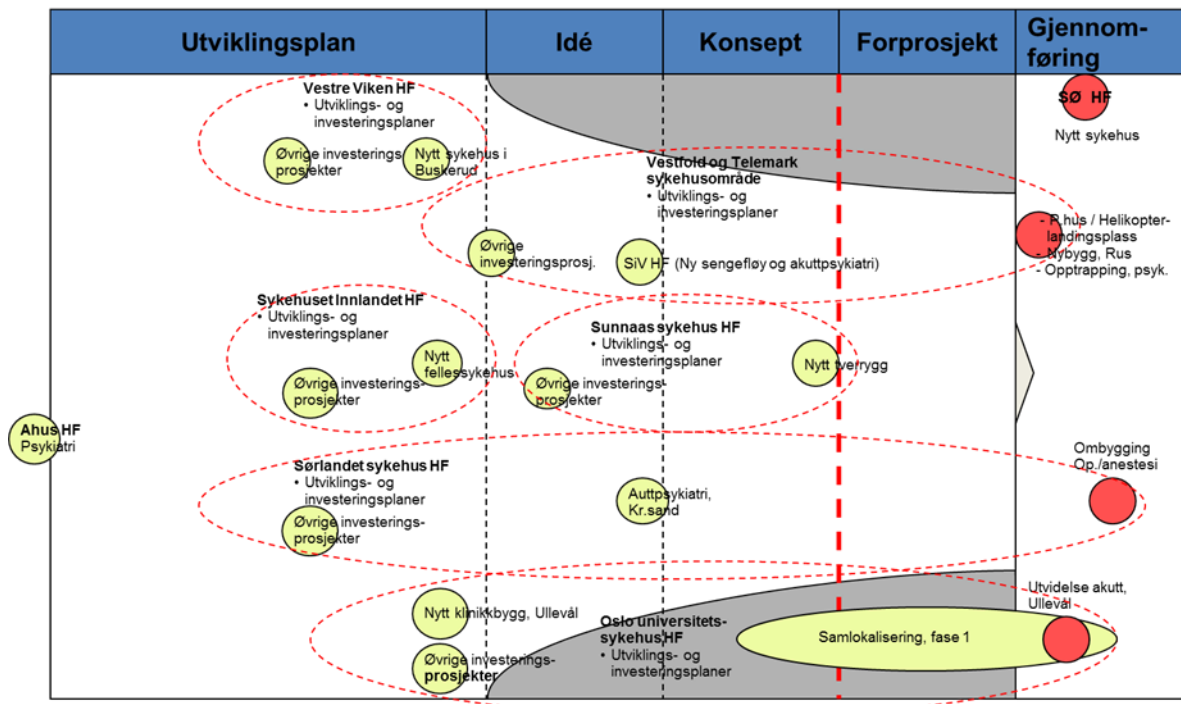 Utviklingsplan
Idé
Konsept
Forprosjekt
Gjennom-
føring
Vestre Viken HF
• Utviklings- og
investeringsplaner
Øvrige investerings
prosjekter
Nytt sykehus i
Buskerud
SØ HF
Nytt sykehus
Vestfold og Telemark
sykehusområde
• Utviklings- og
investeringsplaner
Øvrige
investeringsprosj.
SiV HF (Ny sengefløy og akuttpsykiatri)
- P.hus / Helikopter-
landingsplass
- Nybygg, Rus
- Opptrapping, psyk.
Sykehuset Innlandet HF
• Utviklings- og
investeringsplaner
Nytt
fellessykehus
Øvrige investerings-
prosjekter
Sunnaas sykehus HF
• Utviklings- og
investeringsplaner
Nytt tverrygg
Øvrige investerings-
prosjekter
Ahus HF
Psykiatri
Sørlandet sykehus HF
• Utviklings- og
investeringsplaner
Øvrige investerings-
prosjekter
Auttpsykiatri,
Kr.sand
Ombygging
Op./anestesi
Nytt klinikkbygg, Ullevål
Øvrige investerings-
prosjekter
Oslo universitets-
sykehus HF
• Utviklings- og
investeringsplaner
Samlokalisering, fase 1
Utvidelse akutt,
Ullevål